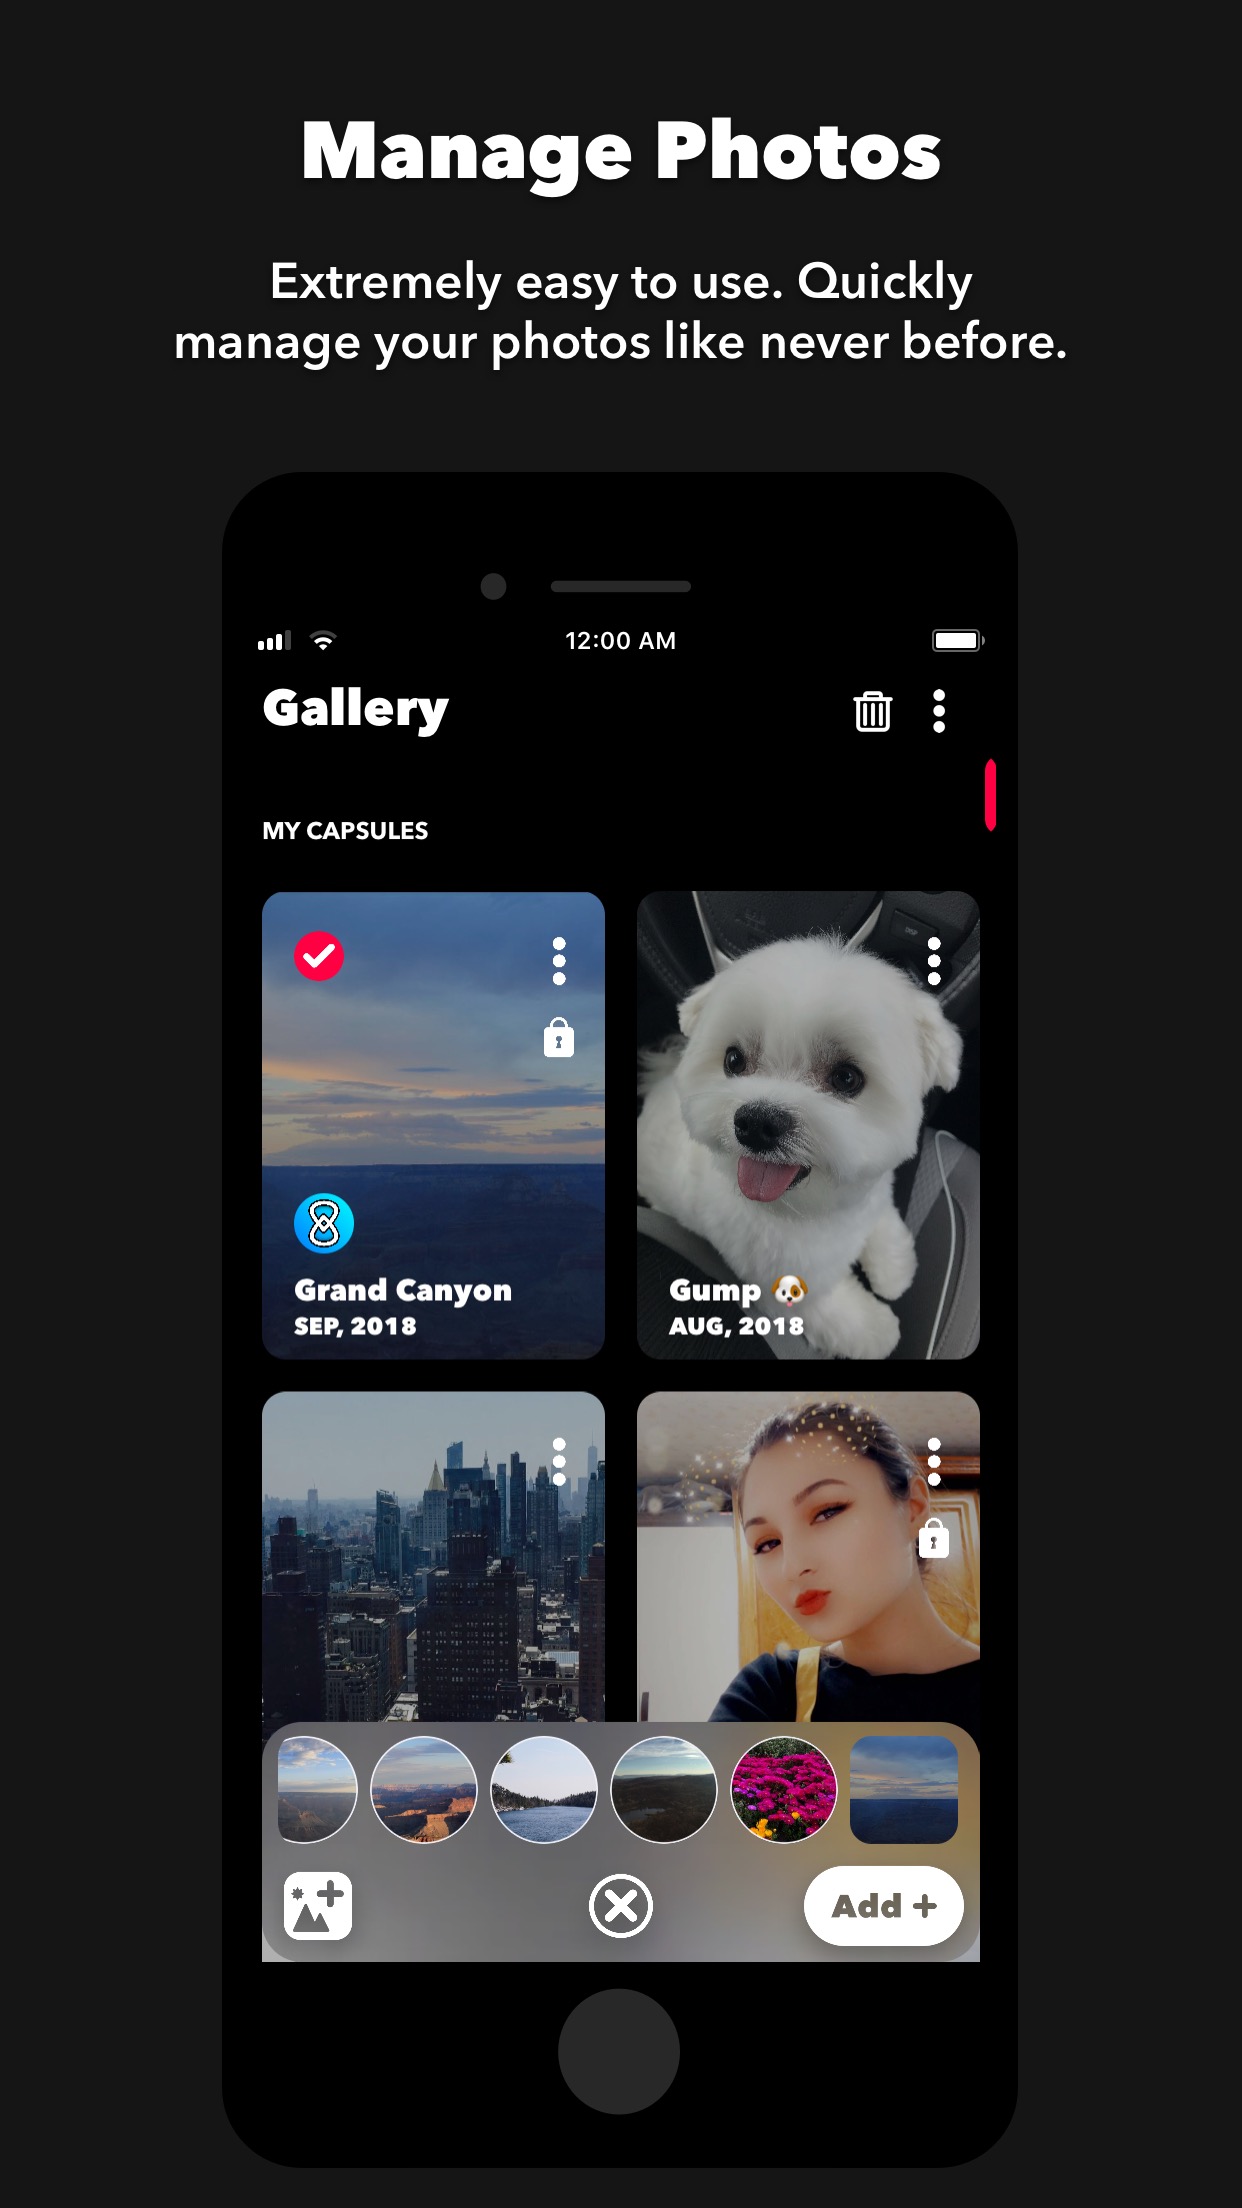 Manage Photos
Extremely easy to use. Quickly
manage your photos like never before.
12:00 AM
Gallery
MY CAPSULES
Grand Canyon
SEP, 2018
Gump 🐶
AUG, 2018
Add +